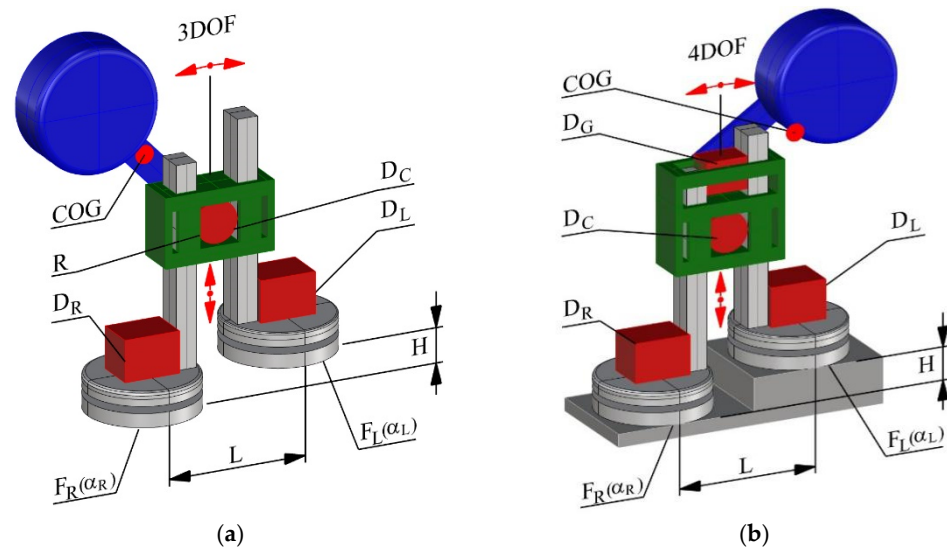 3DOF
COG
R
D_R
D_C
D_L
H
L
F_L(α_L)
F_R(α_R)
(a)
4DOF
COG
D_G
D_C
D_L
D_R
H
L
F_L(α_L)
F_R(α_R)
(b)